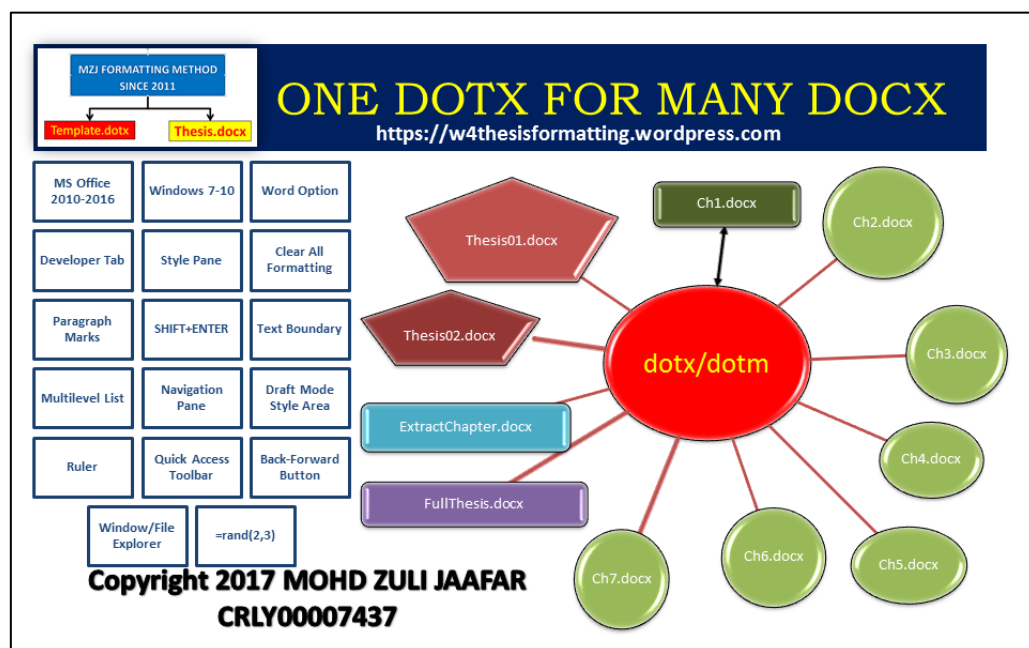 MZJ FORMATTING METHOD
SINCE 2011
Template.dotx
Thesis.docx
ONE DOTX FOR MANY DOCX
https://w4thesisformatting.wordpress.com
MS Office
2010-2016
Windows 7-10
Word Option
Developer Tab
Style Pane
Clear All
Formatting
Paragraph
Marks
SHIFT+ENTER
Text Boundary
Multilevel List
Navigation
Pane
Draft Mode
Style Area
Ruler
Quick Access
Toolbar
Back-Forward
Button
Window/File
Explorer
=rand(2,3)
Thesis01.docx
Ch1.docx
Ch2.docx
Thesis02.docx
dotx/dotm
Ch3.docx
ExtractChapter.docx
Ch4.docx
FullThesis.docx
Ch7.docx
Ch6.docx
Ch5.docx
Copyright 2017 MOHD ZULI JAAFAR
CRLY00007437